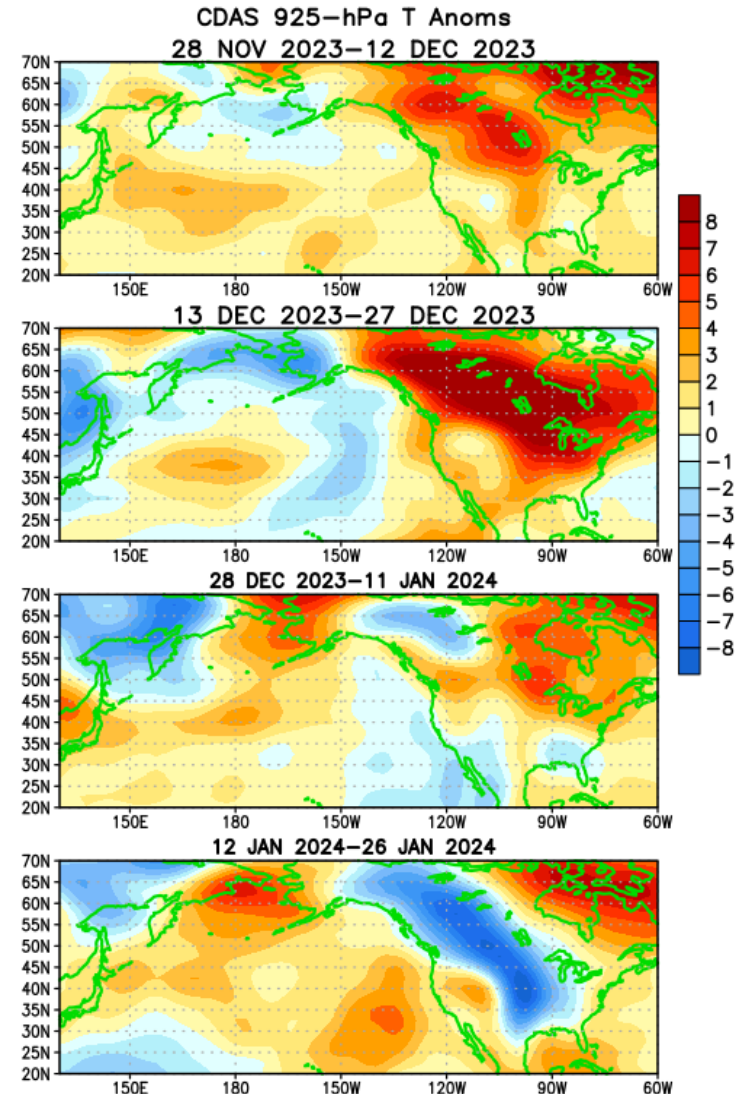 CDAS 925-hPa T Anoms
28 NOV 2023-12 DEC 2023
70N
65N
60N
55N
50N
45N
40N
35N
30N
25N
20N
150E 180 150W 120W 90W 60W
13 DEC 2023-27 DEC 2023
70N
65N
60N
55N
50N
45N
40N
35N
30N
25N
20N
150E 180 150W 120W 90W 60W
28 DEC 2023-11 JAN 2024
70N
65N
60N
55N
50N
45N
40N
35N
30N
25N
20N
150E 180 150W 120W 90W 60W
12 JAN 2024-26 JAN 2024
70N
65N
60N
55N
50N
45N
40N
35N
30N
25N
20N
150E 180 150W 120W 90W 60W
8
7
6
5
4
3
2
1
0
-1
-2
-3
-4
-5
-6
-7
-8